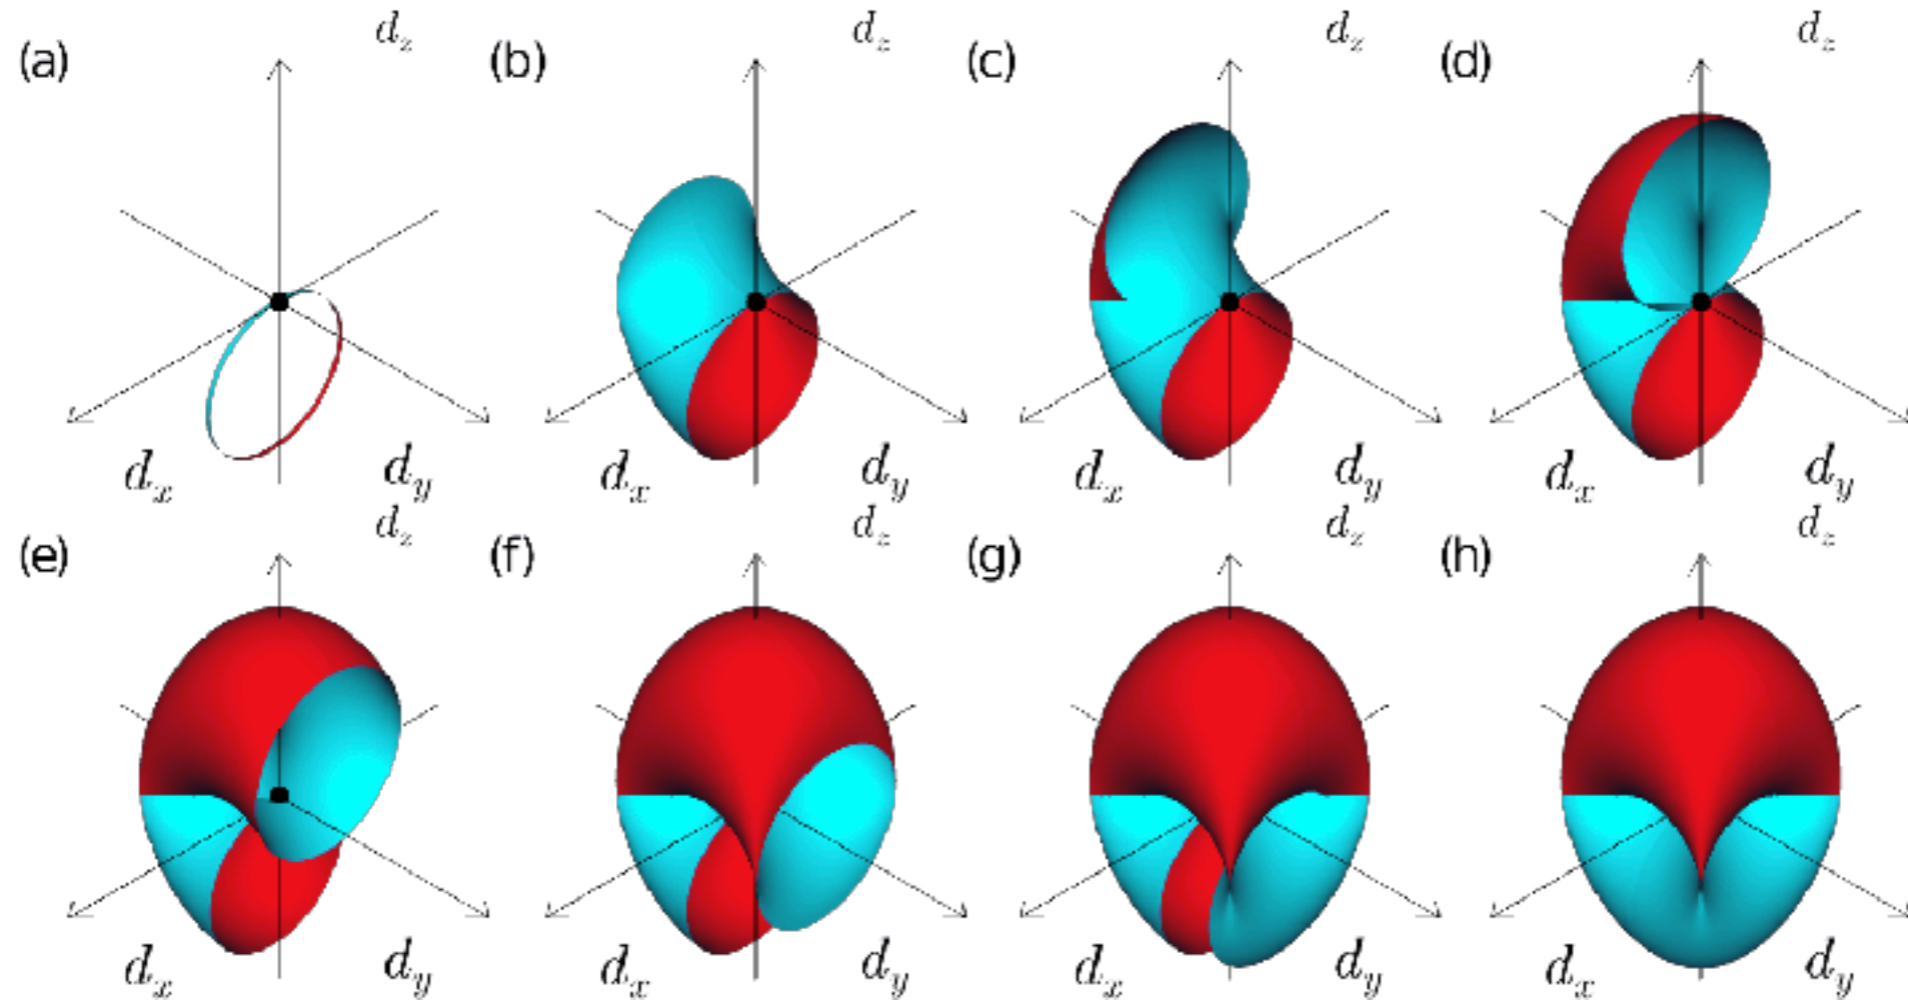 (a) d_z (b) d_z (c) d_z (d) d_z
d_x d_y d_x d_y d_x d_y d_x d_y
(e) d_z (f) d_z (g) d_z (h) d_z
d_x d_y d_x d_y d_x d_y d_x d_y